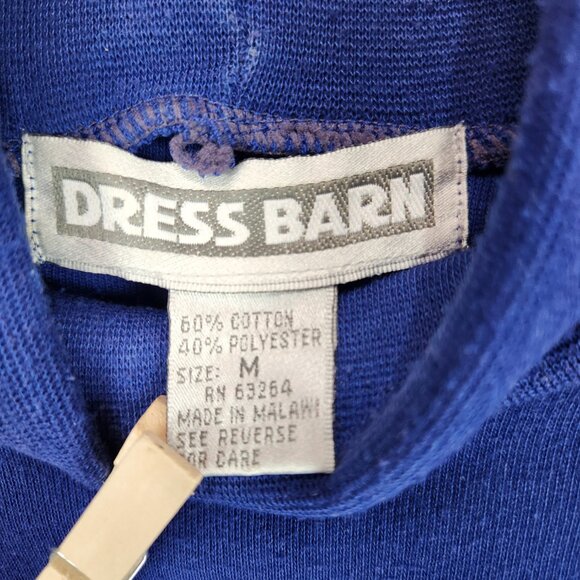 DRESS BARN
60% COTTON
40% POLYESTER
SIZE: M
RN 63264
MADE IN MALAWI
SEE REVERSE
FOR CARE